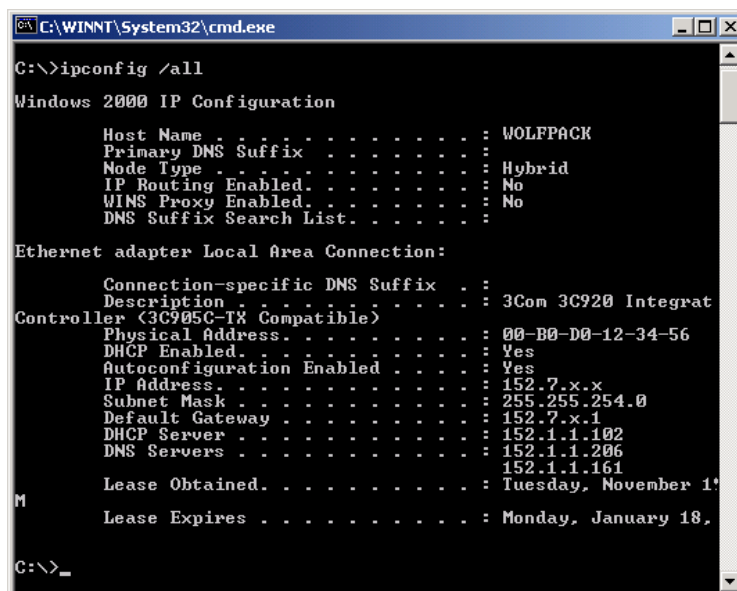 C:\WINNT\System32\cmd.exe
C:\>ipconfig /all
Windows 2000 IP Configuration
Host Name . . . . . . . . . . . . : WOLFPACK
Primary DNS Suffix . . . . . . . :
Node Type . . . . . . . . . . . . : Hybrid
IP Routing Enabled. . . . . . . . : No
WINS Proxy Enabled. . . . . . . . : No
DNS Suffix Search List. . . . . . :
Ethernet adapter Local Area Connection:
Connection-specific DNS Suffix . :
Description . . . . . . . . . . . : 3Com 3C920 Integrat
Controller (3C905C-TX Compatible)
Physical Address. . . . . . . . . : 00-B0-D0-12-34-56
DHCP Enabled. . . . . . . . . . . : Yes
Autoconfiguration Enabled . . . . : Yes
IP Address. . . . . . . . . . . . : 152.7.x.x
Subnet Mask . . . . . . . . . . . : 255.255.254.0
Default Gateway . . . . . . . . . : 152.7.x.1
DHCP Server . . . . . . . . . . . : 152.1.1.102
DNS Servers . . . . . . . . . . . : 152.1.1.206
152.1.1.161
Lease Obtained. . . . . . . . . . : Tuesday, November
M
Lease Expires . . . . . . . . . . : Monday, January 18,
C:\>_